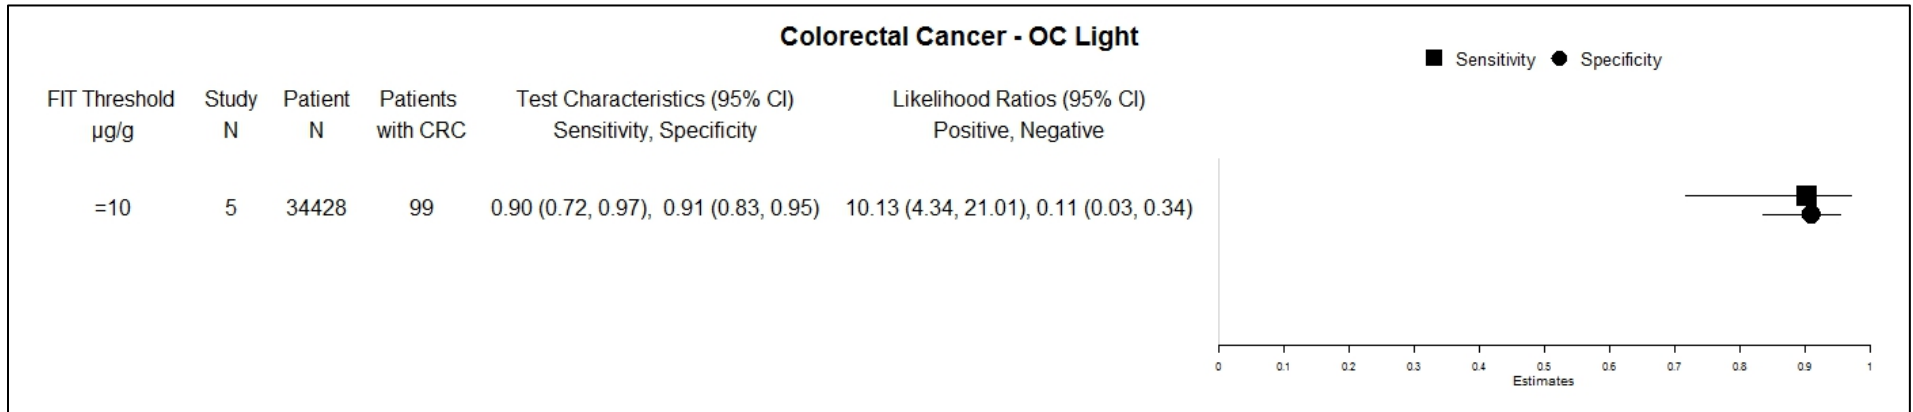 Colorectal Cancer - OC Light
Sensitivity Specificity
FIT Threshold Study Patient Patients Test Characteristics (95% CI) Likelihood Ratios (95% CI)
µg/g N N with CRC Sensitivity, Specificity Positive, Negative
=10 5 34428 99 0.90 (0.72, 0.97), 0.91 (0.83, 0.95) 10.13 (4.34, 21.01), 0.11 (0.03, 0.34)
0 0.1 0.2 0.3 0.4 0.5 0.6 0.7 0.8 0.9 1
Estimates